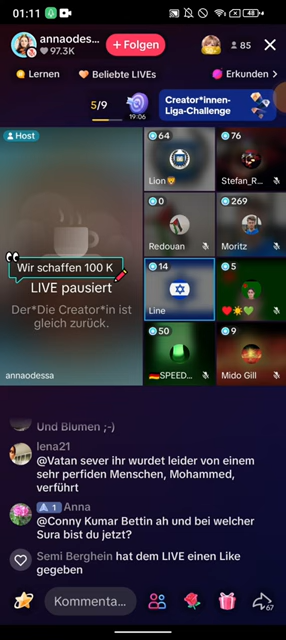 01:11
48
annaodes...
97.3K
+ Folgen
85
Lernen
Beliebte LIVEs
Erkunden
5/9
19:06
Creator*innen-
Liga-Challenge
Host
Wir schaffen 100 K
LIVE pausiert
Der*Die Creator*in ist
gleich zurück.
annaodessa
64
Lion🦁
76
Stefan_R...
0
Redouan
269
Moritz
14
Line
5
❤️☀️💚
50
🇩🇪SPEED...
9
Mido Gill
Und Blumen ;-)
lena21
@Vatan sever ihr wurdet leider von einem
sehr perfiden Menschen, Mohammed,
verführt
1 Anna
@Conny Kumar Bettin ah und bei welcher
Sura bist du jetzt?
Semi Berghein hat dem LIVE einen Like
gegeben
Kommenta...
67